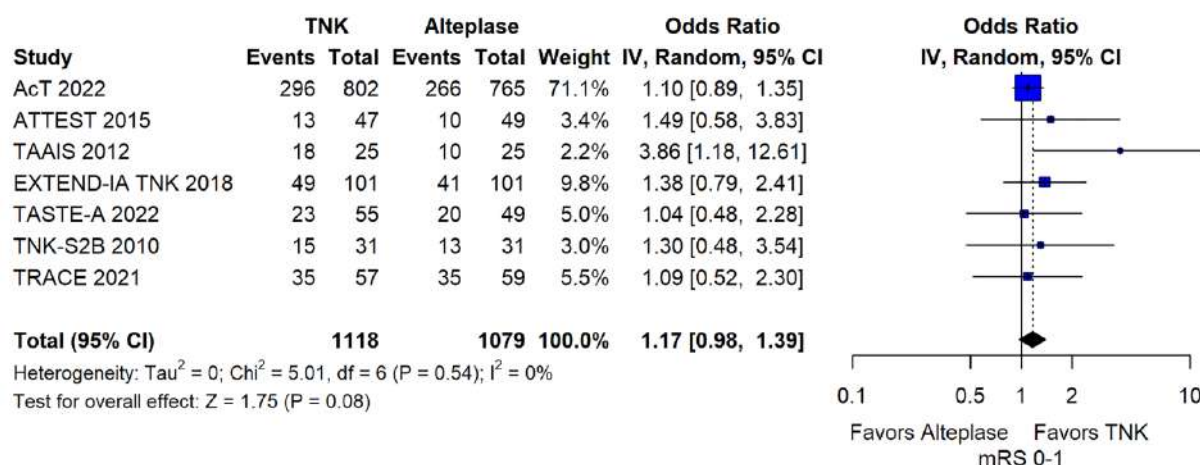 TNK Alteplase Odds Ratio Odds Ratio
Study Events Total Events Total Weight IV, Random, 95% CI IV, Random, 95% CI
AcT 2022 296 802 266 765 71.1% 1.10 [0.89, 1.35]
ATTEST 2015 13 47 10 49 3.4% 1.49 [0.58, 3.83]
TAAIS 2012 18 25 10 25 2.2% 3.86 [1.18, 12.61]
EXTEND-IA TNK 2018 49 101 41 101 9.8% 1.38 [0.79, 2.41]
TASTE-A 2022 23 55 20 49 5.0% 1.04 [0.48, 2.28]
TNK-S2B 2010 15 31 13 31 3.0% 1.30 [0.48, 3.54]
TRACE 2021 35 57 35 59 5.5% 1.09 [0.52, 2.30]
Total (95% CI) 1118 1079 100.0% 1.17 [0.98, 1.39]
Heterogeneity: Tau² = 0; Chi² = 5.01, df = 6 (P = 0.54); I² = 0%
Test for overall effect: Z = 1.75 (P = 0.08)
0.1 0.5 1 2 10
Favors Alteplase Favors TNK
mRS 0-1